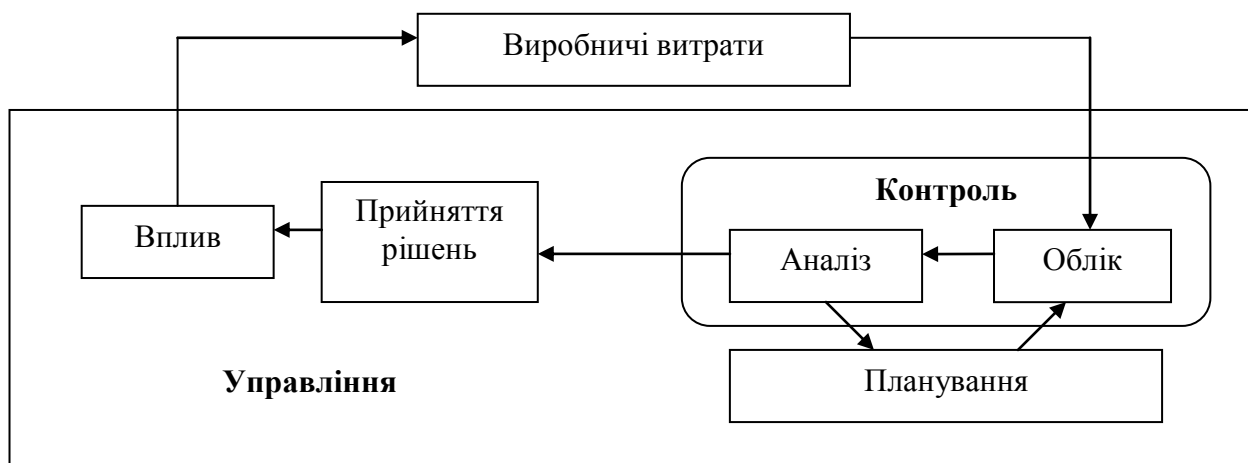 Виробничі витрати
Контроль
Прийняття
рішень
Вплив
Аналіз
Облік
Управління
Планування